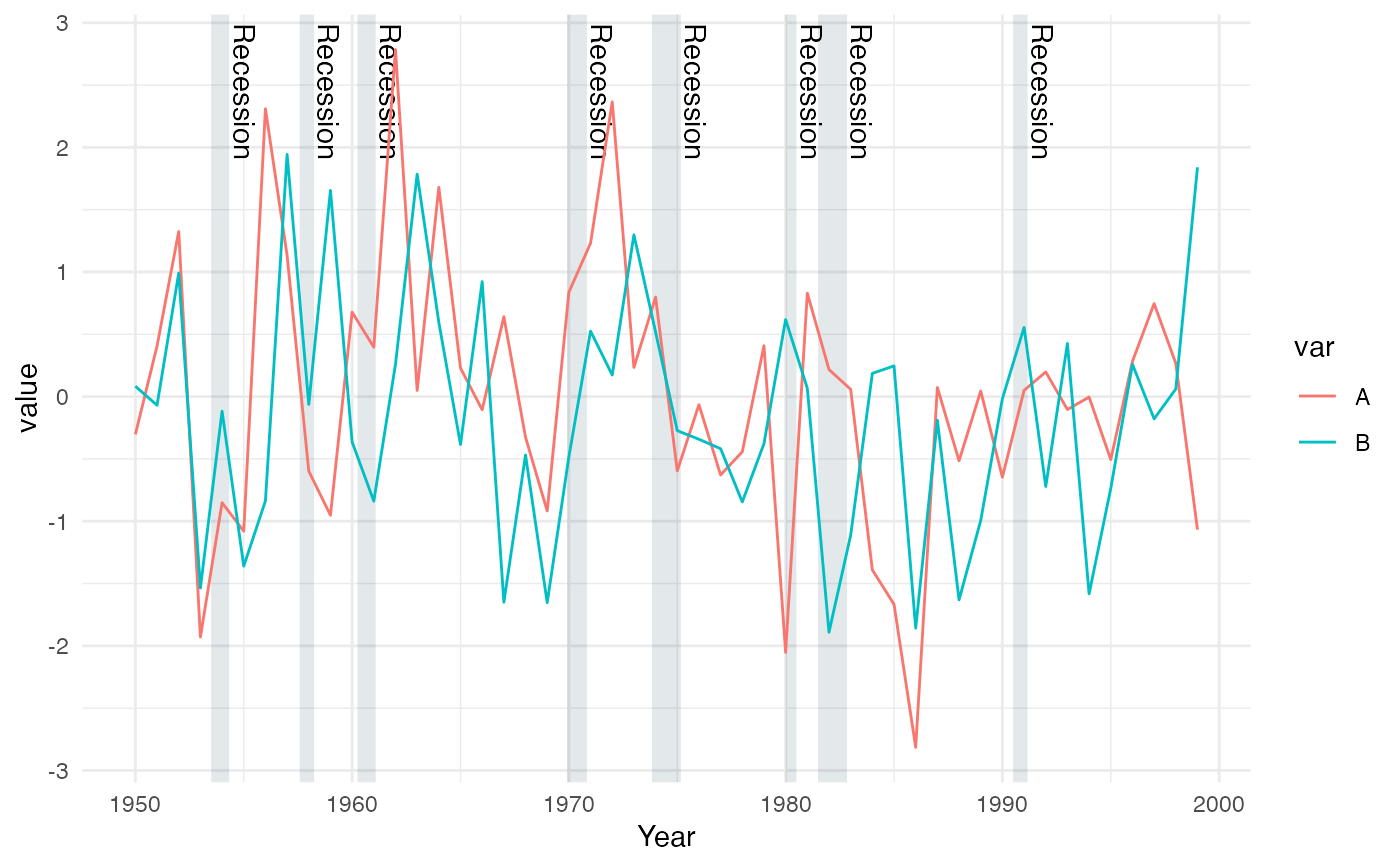 3
2
1
0
-1
-2
-3
value
Recession
Recession
Recession
Recession
Recession
Recession
Recession
Recession
1950
1960
1970
1980
1990
2000
Year
var
A
B